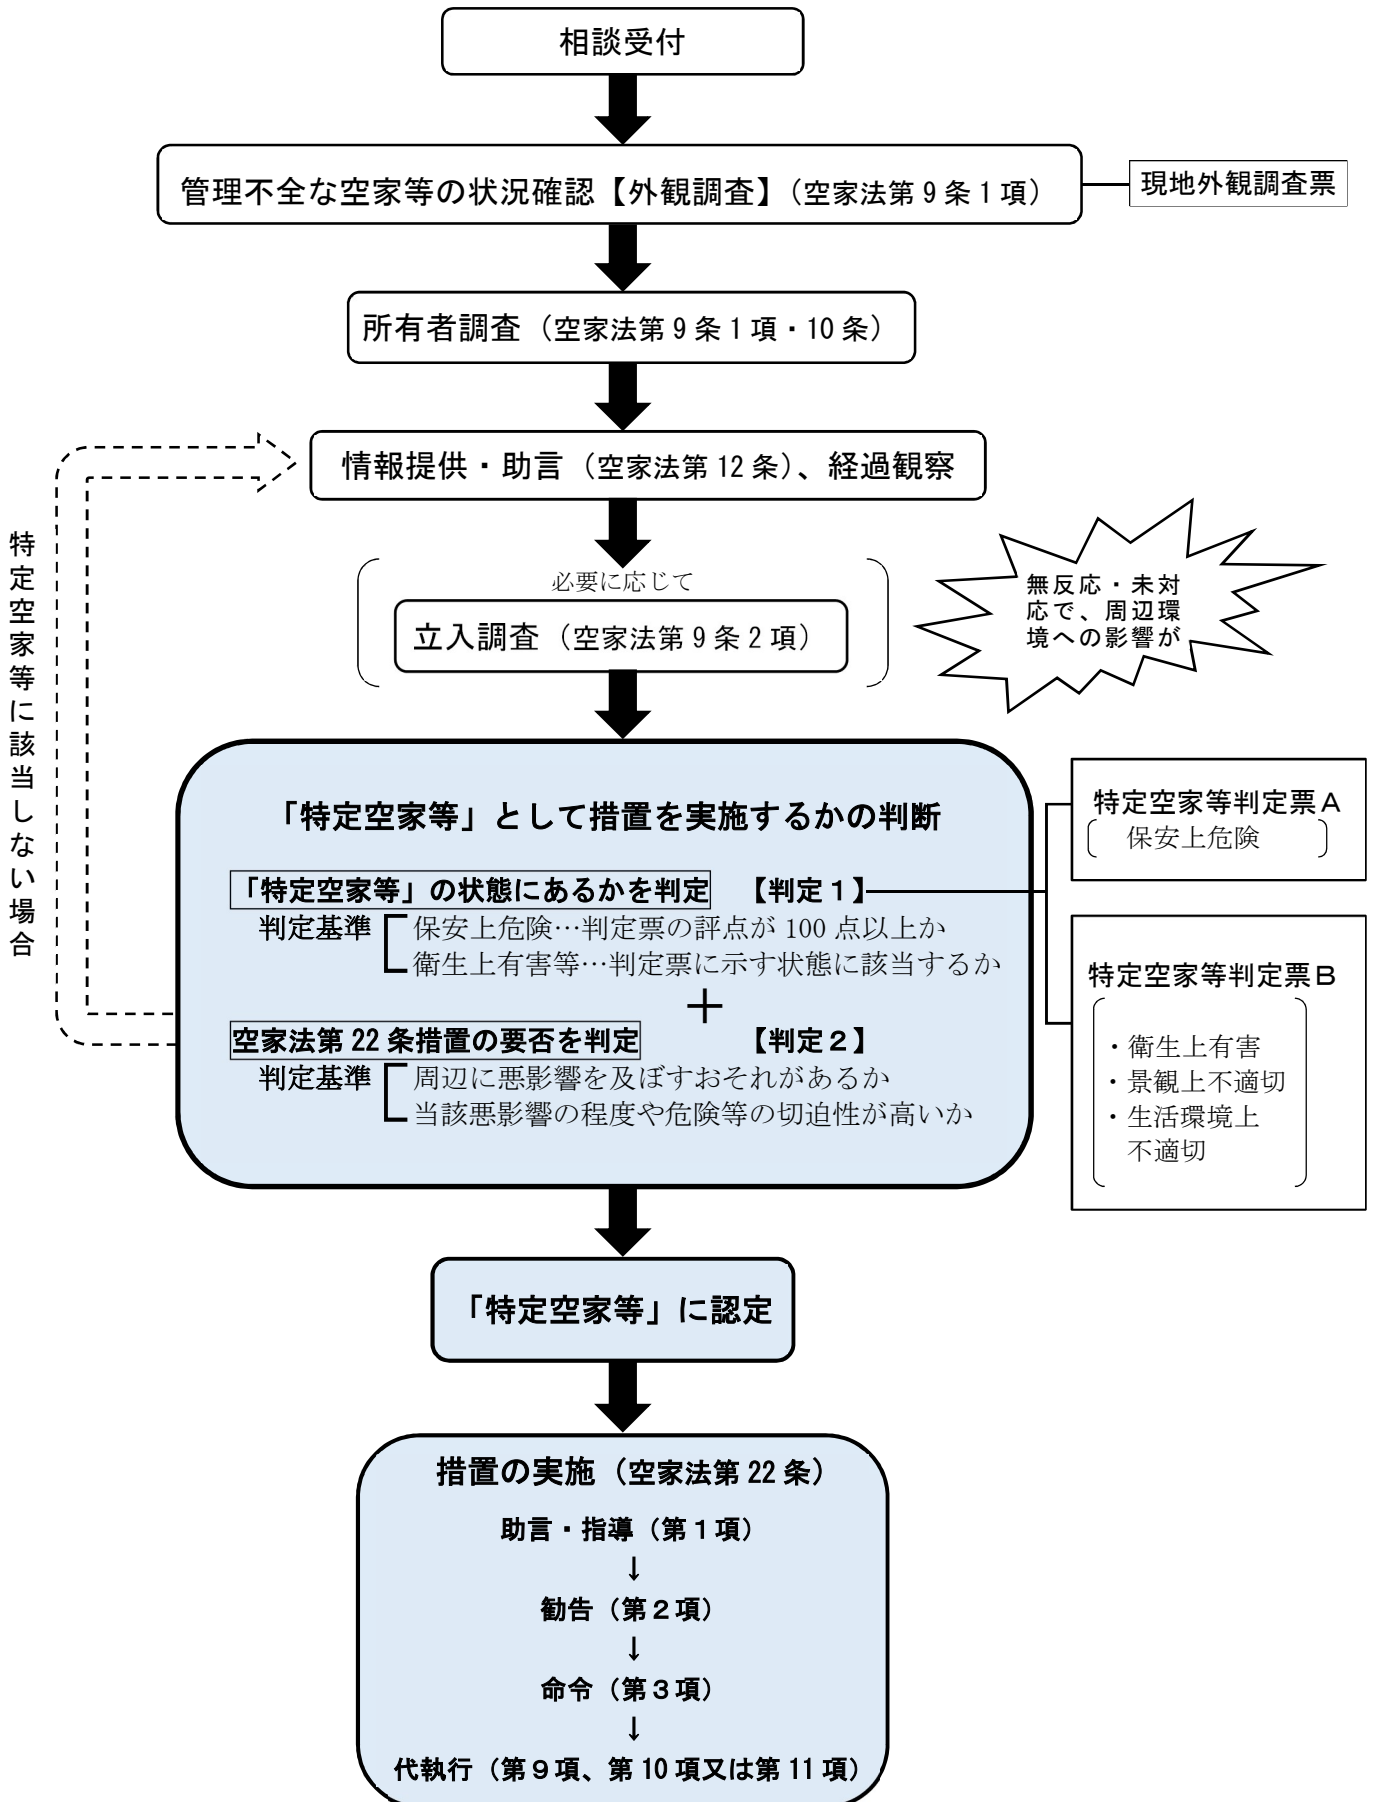 相談受付
管理不全な空家等の状況確認【外観調査】（空家法第９条１項）
現地外観調査票
所有者調査（空家法第９条１項・10条）
情報提供・助言（空家法第12条）、経過観察
必要に応じて
立入調査（空家法第９条２項）
無反応・未対
応で、周辺環
境への影響が
特定空家等に該当しない場合
「特定空家等」として措置を実施するかの判断
「特定空家等」の状態にあるかを判定　【判定１】
判定基準
保安上危険…判定票の評点が100点以上か
衛生上有害等…判定票に示す状態に該当するか
＋
空家法第22条措置の要否を判定　【判定２】
判定基準
周辺に悪影響を及ぼすおそれがあるか
当該悪影響の程度や危険等の切迫性が高いか
特定空家等判定票Ａ
保安上危険
特定空家等判定票Ｂ
・衛生上有害
・景観上不適切
・生活環境上
不適切
「特定空家等」に認定
措置の実施（空家法第22条）
助言・指導（第１項）
↓
勧告（第２項）
↓
命令（第３項）
↓
代執行（第９項、第10項又は第11項）